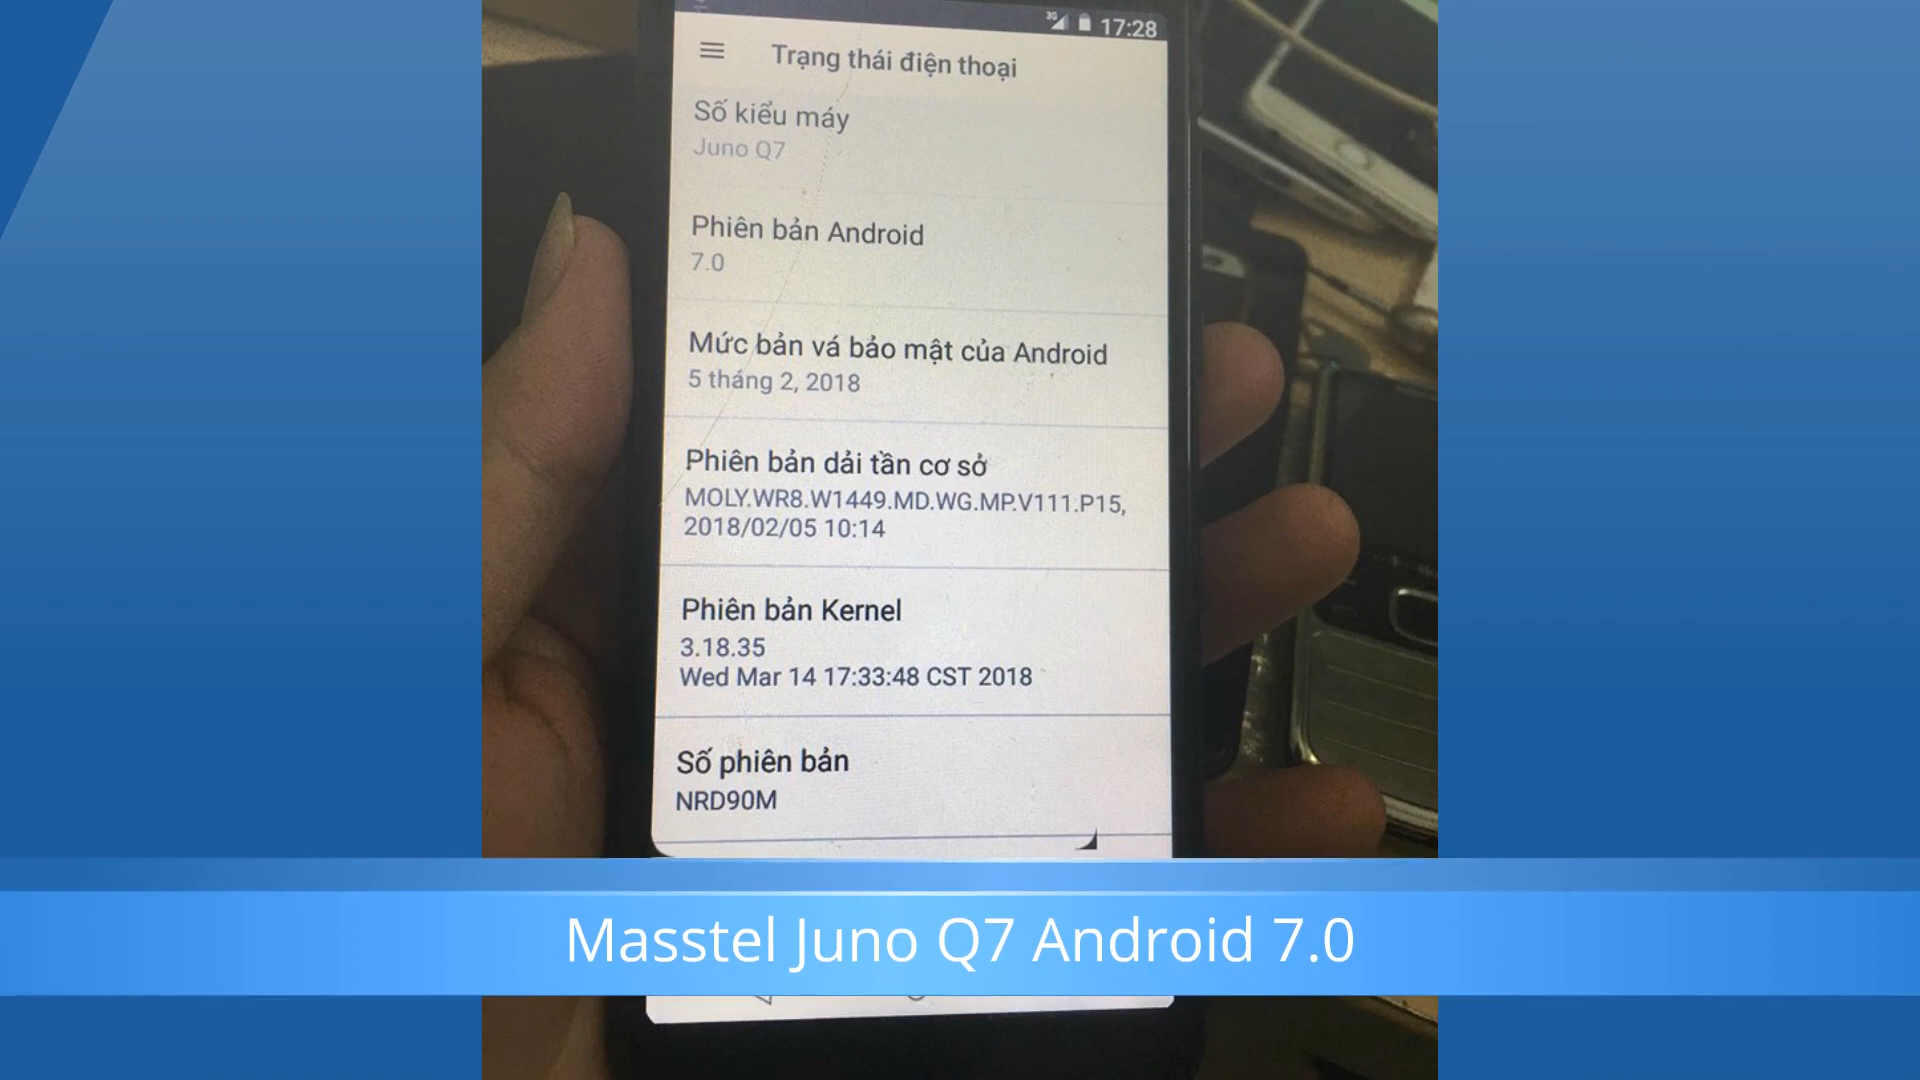 3G 17:28
Trạng thái điện thoại
Số kiểu máy
Juno Q7
Phiên bản Android
7.0
Mức bản vá bảo mật của Android
5 tháng 2, 2018
Phiên bản dải tần cơ sở
MOLY.WR8.W1449.MD.WG.MP.V111.P15,
2018/02/05 10:14
Phiên bản Kernel
3.18.35
Wed Mar 14 17:33:48 CST 2018
Số phiên bản
NRD90M
Masstel Juno Q7 Android 7.0